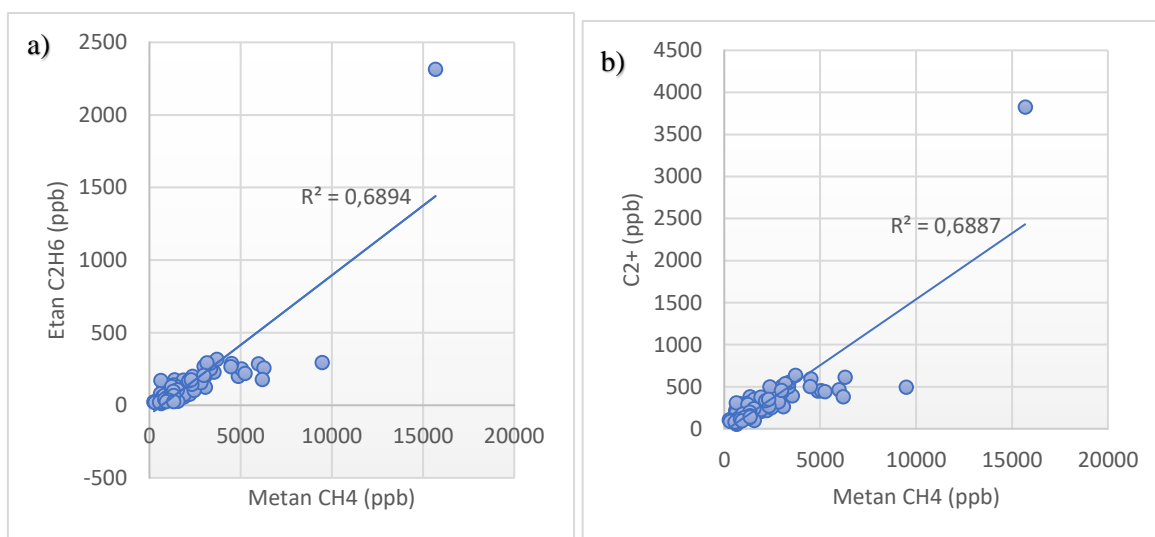 a)
2500
2000
1500
1000
500
0
-500
0 5000 10000 15000 20000
Etan C2H6 (ppb)
Metan CH4 (ppb)
R² = 0,6894
b)
4500
4000
3500
3000
2500
2000
1500
1000
500
0
0 5000 10000 15000 20000
C2+ (ppb)
Metan CH4 (ppb)
R² = 0,6887